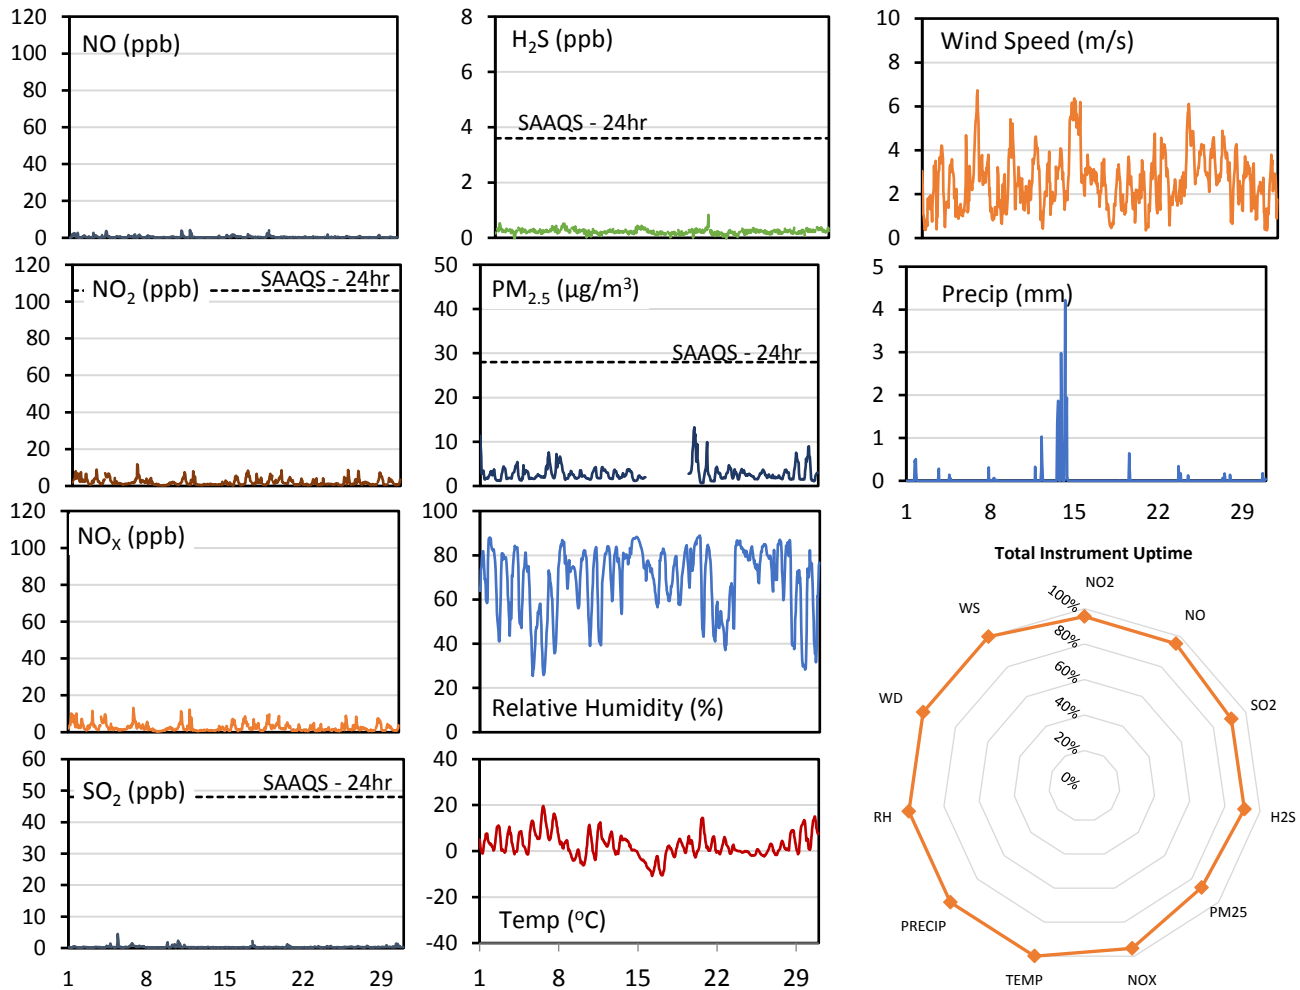 NO (ppb)
120
100
80
60
40
20
0
H₂S (ppb)
8
6
4
2
0
SAAQS - 24hr
Wind Speed (m/s)
10
8
6
4
2
0
NO₂ (ppb)
SAAQS - 24hr
120
100
80
60
40
20
0
PM₂.₅ (µg/m³)
50
40
30
20
10
0
SAAQS - 24hr
Precip (mm)
5
4
3
2
1
0
1 8 15 22 29
NOₓ (ppb)
120
100
80
60
40
20
0
100
80
60
40
20
0
Relative Humidity (%)
SO₂ (ppb)
SAAQS - 24hr
60
50
40
30
20
10
0
1 8 15 22 29
40
20
0
-20
-40
Temp (°C)
1 8 15 22 29
Total Instrument Uptime
NO2
NO
SO2
H2S
PM25
NOX
TEMP
PRECIP
RH
WD
WS
100%
80%
60%
40%
20%
0%